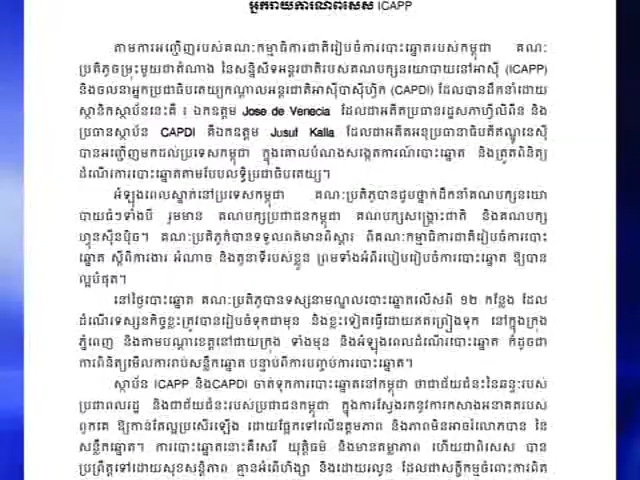 អ្នករាយការណ៍ពិសេស ICAPP
តាមការអញ្ជើញរបស់គណៈកម្មាធិការជាតិរៀបចំការបោះឆ្នោតរបស់កម្ពុជា គណៈ
ប្រតិភូចម្រុះមួយជាតំណាង នៃសន្និសីទអន្តរជាតិរបស់គណបក្សនយោបាយនៅអាស៊ី (ICAPP)
និងចលនាអ្នកប្រជាធិបតេយ្យកណ្តាលអន្តរជាតិអាស៊ីប៉ាស៊ីហ្វិក (CAPDI) ដែលបានដឹកនាំដោយ
ស្ថានិកស្ថាប័ននេះគឺ ៖ ឯកឧត្តម Jose de Venecia ដែលជាអតីតប្រធានរដ្ឋសភាហ្វីលីពីន និង
ប្រធានស្ថាប័ន CAPDI គឺឯកឧត្តម Jusuf Kalla ដែលជាអតីតអនុប្រធានាធិបតីឥណ្ឌូនេស៊ី
បានអញ្ជើញមកដល់ប្រទេសកម្ពុជា ក្នុងគោលបំណងសង្កេតការណ៍បោះឆ្នោត និងត្រួតពិនិត្យ
ដំណើរការបោះឆ្នោតតាមបែបលទ្ធិប្រជាធិបតេយ្យ។
អំឡុងពេលស្នាក់នៅប្រទេសកម្ពុជា គណៈប្រតិភូបានជួបថ្នាក់ដឹកនាំគណបក្សនយោ
បាយធំៗទាំងបី រួមមាន គណបក្សប្រជាជនកម្ពុជា គណបក្សសង្គ្រោះជាតិ និងគណបក្ស
ហ៊្វុនស៊ិនប៉ិច។ គណៈប្រតិភូក៏បានទទួលពត៌មានពិស្តារ ពីគណៈកម្មាធិការជាតិរៀបចំការបោះ
ឆ្នោត ស្តីពីការងារ អំណាច និងតួនាទីរបស់ខ្លួន ព្រមទាំងអំពីរបៀបរៀបចំការបោះឆ្នោត ឱ្យបាន
ល្អបំផុត។
នៅថ្ងៃបោះឆ្នោត គណៈប្រតិភូបានទស្សនាមណ្ឌលបោះឆ្នោតលើសពី ១២ កន្លែង ដែល
ដំណើរទស្សនកិច្ចខ្លះត្រូវបានរៀបចំទុកជាមុន និងខ្លះទៀតធ្វើដោយឥតព្រៀងទុក នៅក្នុងក្រុង
ភ្នំពេញ និងតាមបណ្តាខេត្តនៅជាយក្រុង ទាំងមុន និងអំឡុងពេលដំណើរបោះឆ្នោត ក៏ដូចជា
ការពិនិត្យមើលការរាប់សន្លឹកឆ្នោត បន្ទាប់ពីការបញ្ចប់ការបោះឆ្នោត។
ស្ថាប័ន ICAPP និងCAPDI ចាត់ទុកការបោះឆ្នោតនៅកម្ពុជា ថាជាជ័យជំនះនៃឆន្ទៈរបស់
ប្រជាពលរដ្ឋ និងជាជ័យជំនះរបស់ប្រជាជនកម្ពុជា ក្នុងការស្វែងរកនូវការកសាងអនាគតរបស់
ពួកគេ ឱ្យកាន់តែល្អប្រសើរឡើង ដោយផ្អែកទៅលើឧត្តមភាព និងភាពមិនអាចរំលោភបាន នៃ
សន្លឹកឆ្នោត។ ការបោះឆ្នោតនោះគឺសេរី យុត្តិធម៌ និងមានតម្លាភាព ហើយជាពិសេស បាន
ប្រព្រឹត្តទៅដោយសុខសន្តិភាព គ្មានអំពើហិង្សា និងដោយរលូន ដែលជាសក្ខីកម្មចំពោះការពិត